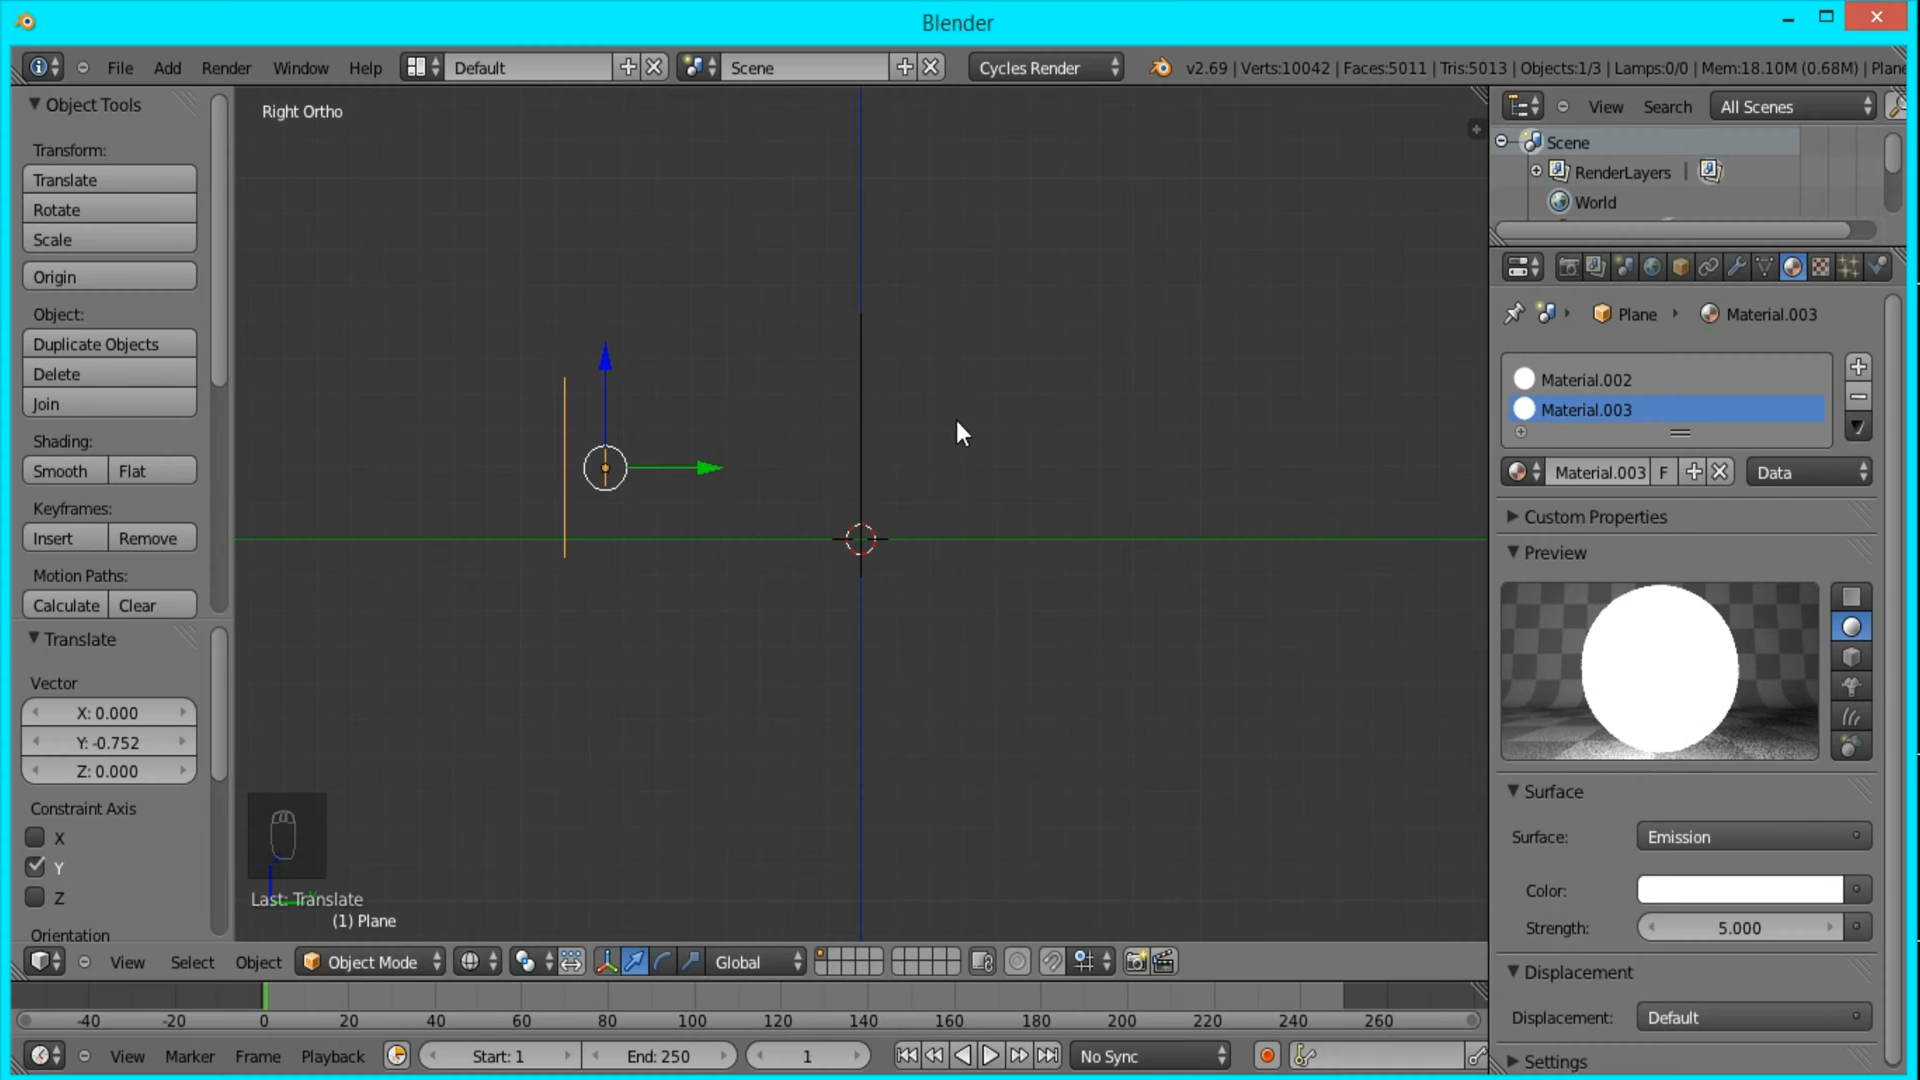 Blender
File Add Render Window Help Default Scene Cycles Render v2.69 | Verts:10042 | Faces:5011 | Tris:5013 | Objects:1/3 | Lamps:0/0 | Mem:18.10M (0.68M) | Plane
Object Tools
Transform:
Translate
Rotate
Scale
Origin
Object:
Duplicate Objects
Delete
Join
Shading:
Smooth Flat
Keyframes:
Insert Remove
Motion Paths:
Calculate Clear
Translate
Vector
X: 0.000
Y: -0.752
Z: 0.000
Constraint Axis
X
Y
Z
Orientation
Right Ortho
Last: Translate
(1) Plane
View Select Object Object Mode Global
-40 -20 0 20 40 60 80 100 120 140 160 180 200 220 240 260
View Marker Frame Playback Start: 1 End: 250 1 No Sync
View Search All Scenes
Scene
RenderLayers
World
Plane Material.003
Material.002
Material.003
Material.003 F Data
Custom Properties
Preview
Surface
Surface: Emission
Color:
Strength: 5.000
Displacement
Displacement: Default
Settings